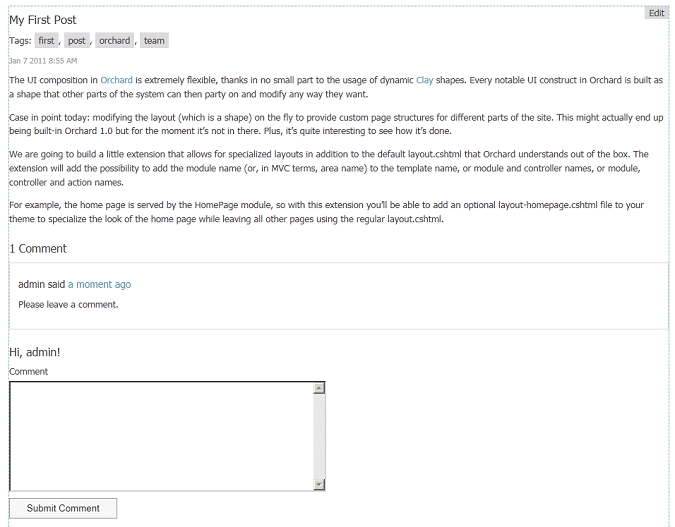 Edit
My First Post
Tags: first , post , orchard , team
Jan 7 2011 8:55 AM
The UI composition in Orchard is extremely flexible, thanks in no small part to the usage of dynamic Clay shapes. Every notable UI construct in Orchard is built as
a shape that other parts of the system can then party on and modify any way they want.
Case in point today: modifying the layout (which is a shape) on the fly to provide custom page structures for different parts of the site. This might actually end up
being built-in Orchard 1.0 but for the moment it's not in there. Plus, it's quite interesting to see how it's done.
We are going to build a little extension that allows for specialized layouts in addition to the default layout.cshtml that Orchard understands out of the box. The
extension will add the possibility to add the module name (or, in MVC terms, area name) to the template name, or module and controller names, or module,
controller and action names.
For example, the home page is served by the HomePage module, so with this extension you'll be able to add an optional layout-homepage.cshtml file to your
theme to specialize the look of the home page while leaving all other pages using the regular layout.cshtml.
1 Comment
admin said a moment ago
Please leave a comment.
Hi, admin!
Comment
Submit Comment